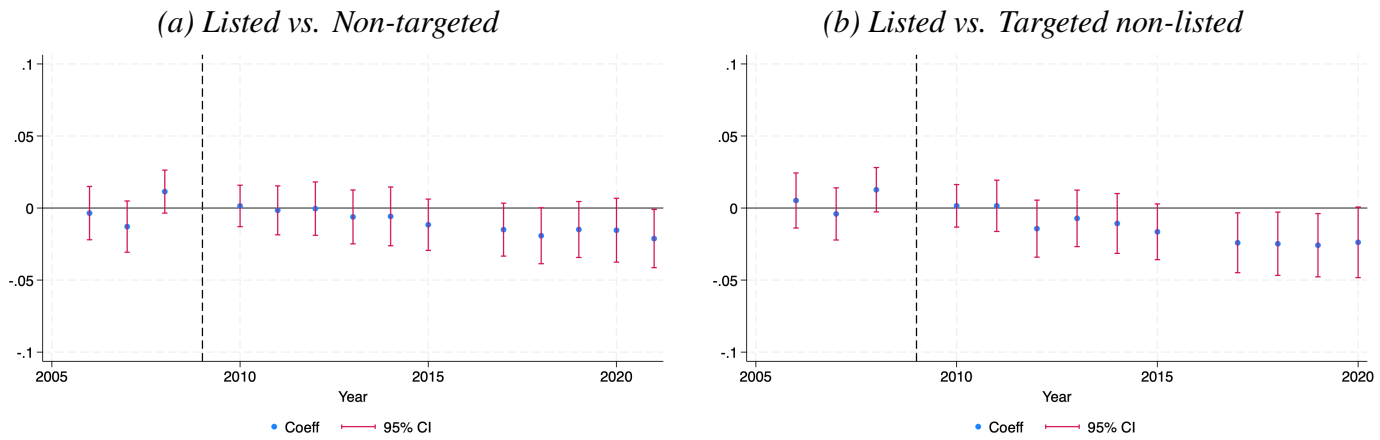 (a) Listed vs. Non-targeted
.1
.05
0
-.05
-.1
2005 2010 2015 2020
Year
Coeff 95% CI
(b) Listed vs. Targeted non-listed
.1
.05
0
-.05
-.1
2005 2010 2015 2020
Year
Coeff 95% CI